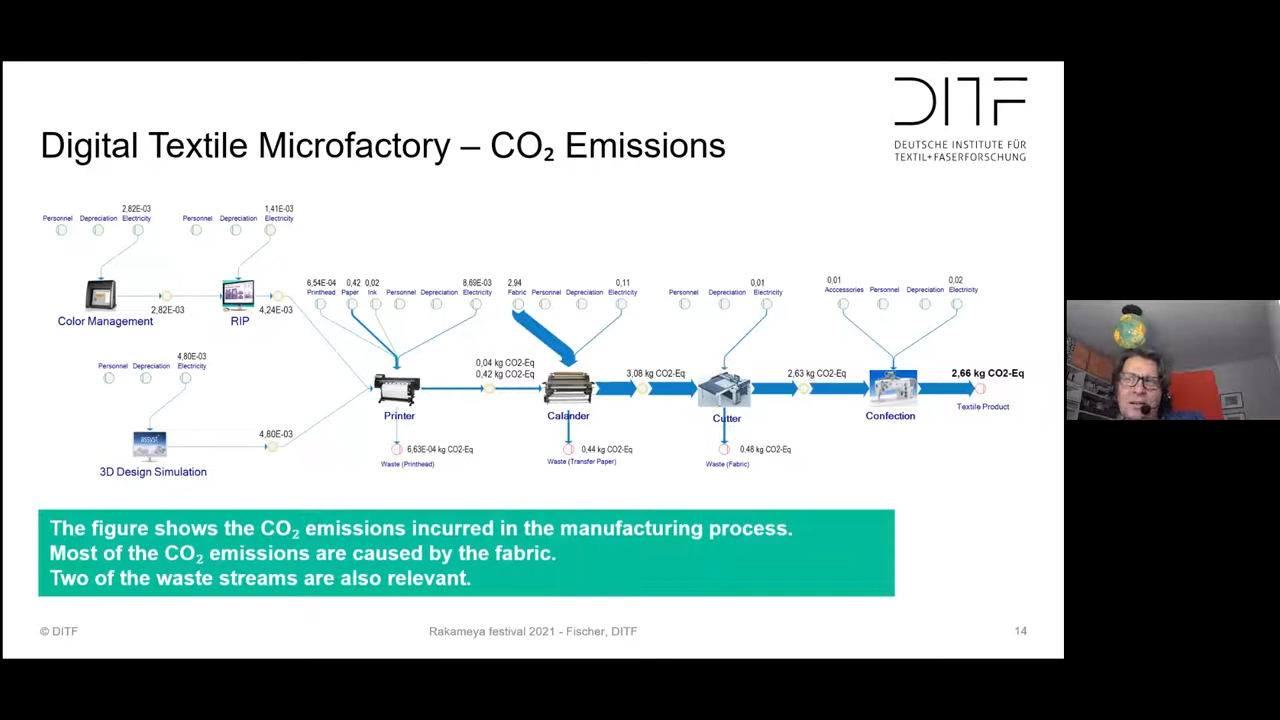 DITF
DEUTSCHE INSTITUTE FÜR
TEXTIL+FASERFORSCHUNG
Digital Textile Microfactory – CO₂ Emissions
2,82E-03
Personnel Depreciation Electricity
1,41E-03
Personnel Depreciation Electricity
Color Management
2,82E-03
RIP
4,24E-03
6,54E-04 0,42 0,02 8,69E-03
Printhead Paper Ink Personnel Depreciation Electricity
2,94 0,11
Fabric Personnel Depreciation Electricity
0,01
Personnel Depreciation Electricity
0,01 0,02
Acccessories Personnel Depreciation Electricity
4,80E-03
Personnel Depreciation Electricity
assyst
3D Design Simulation
4,80E-03
Printer
0,04 kg CO2-Eq
0,42 kg CO2-Eq
Calander
3,08 kg CO2-Eq
Cutter
2,63 kg CO2-Eq
Confection
2,66 kg CO2-Eq
Textile Product
6,63E-04 kg CO2-Eq
Waste (Printhead)
0,44 kg CO2-Eq
Waste (Transfer Paper)
0,48 kg CO2-Eq
Waste (Fabric)
The figure shows the CO₂ emissions incurred in the manufacturing process.
Most of the CO₂ emissions are caused by the fabric.
Two of the waste streams are also relevant.
© DITF
Rakameya festival 2021 - Fischer, DITF
14